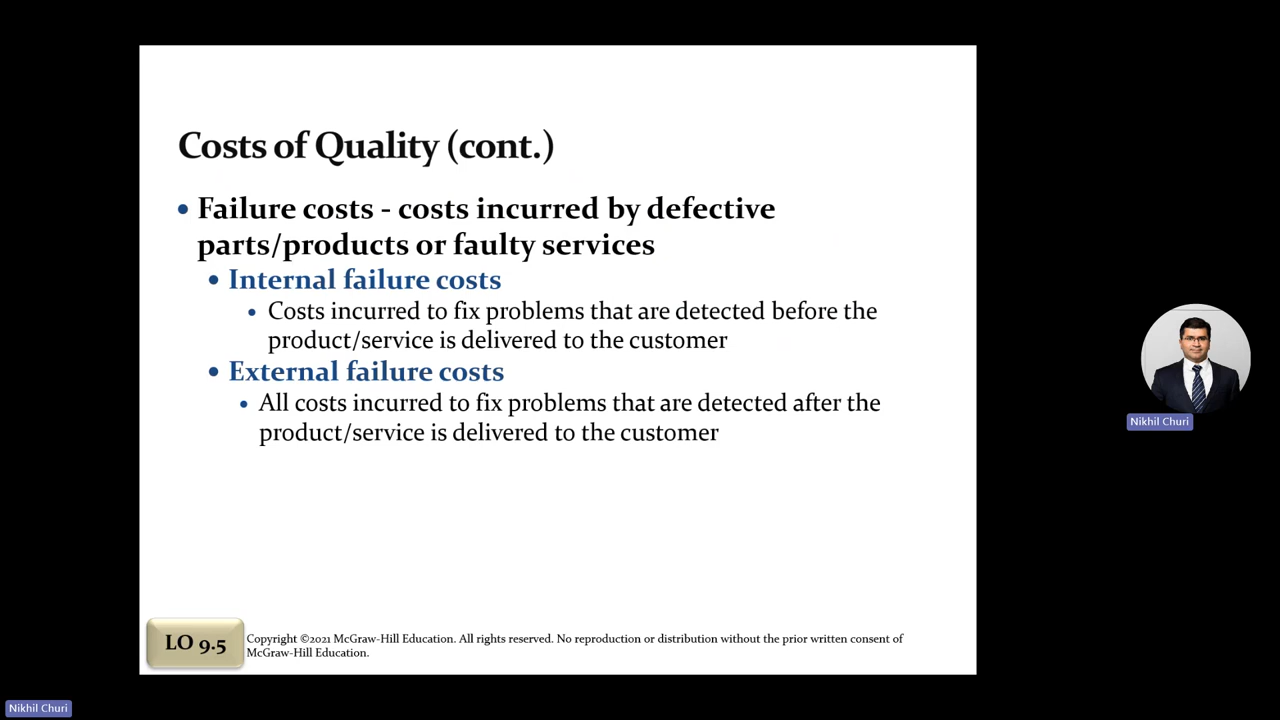 Costs of Quality (cont.)
• Failure costs - costs incurred by defective
parts/products or faulty services
• Internal failure costs
• Costs incurred to fix problems that are detected before the
product/service is delivered to the customer
• External failure costs
• All costs incurred to fix problems that are detected after the
product/service is delivered to the customer
LO 9.5
Copyright ©2021 McGraw-Hill Education. All rights reserved. No reproduction or distribution without the prior written consent of
McGraw-Hill Education.
Nikhil Churi
Nikhil Churi